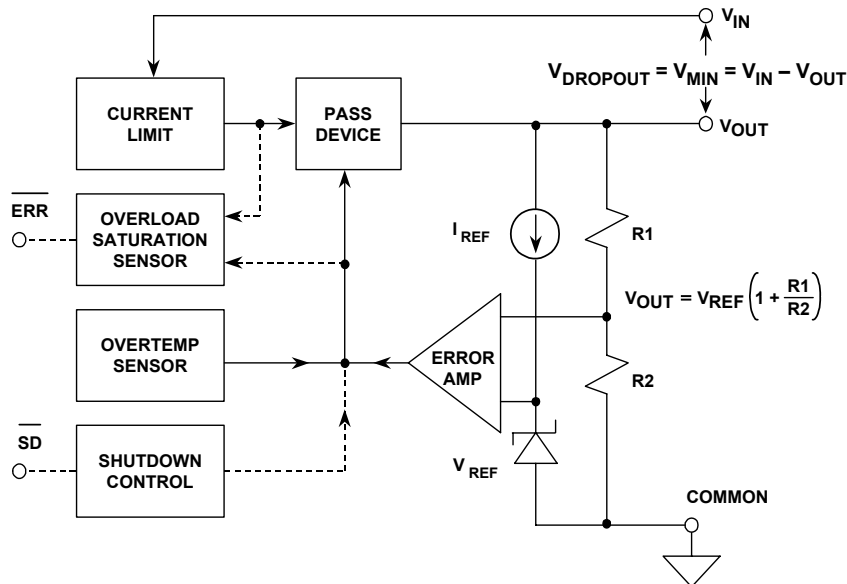 V_IN
V_DROPOUT = V_MIN = V_IN – V_OUT
CURRENT
LIMIT
PASS
DEVICE
V_OUT
ERR
OVERLOAD
SATURATION
SENSOR
I_REF
R1
V_OUT = V_REF (1 + R1/R2)
OVERTEMP
SENSOR
ERROR
AMP
R2
SD
SHUTDOWN
CONTROL
V_REF
COMMON